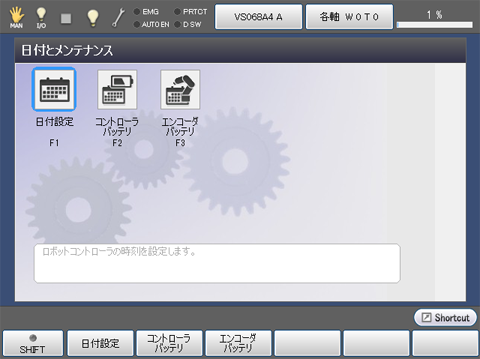 MAN
I/O
EMG
AUTO EN
PRTCT
D SW
VS068A4 A
各軸 W0T0
1 %
日付とメンテナンス
日付設定
F1
コントローラ
バッテリ
F2
エンコーダ
バッテリ
F3
ロボットコントローラの時刻を設定します。
Shortcut
SHIFT
日付設定
コントローラ
バッテリ
エンコーダ
バッテリ